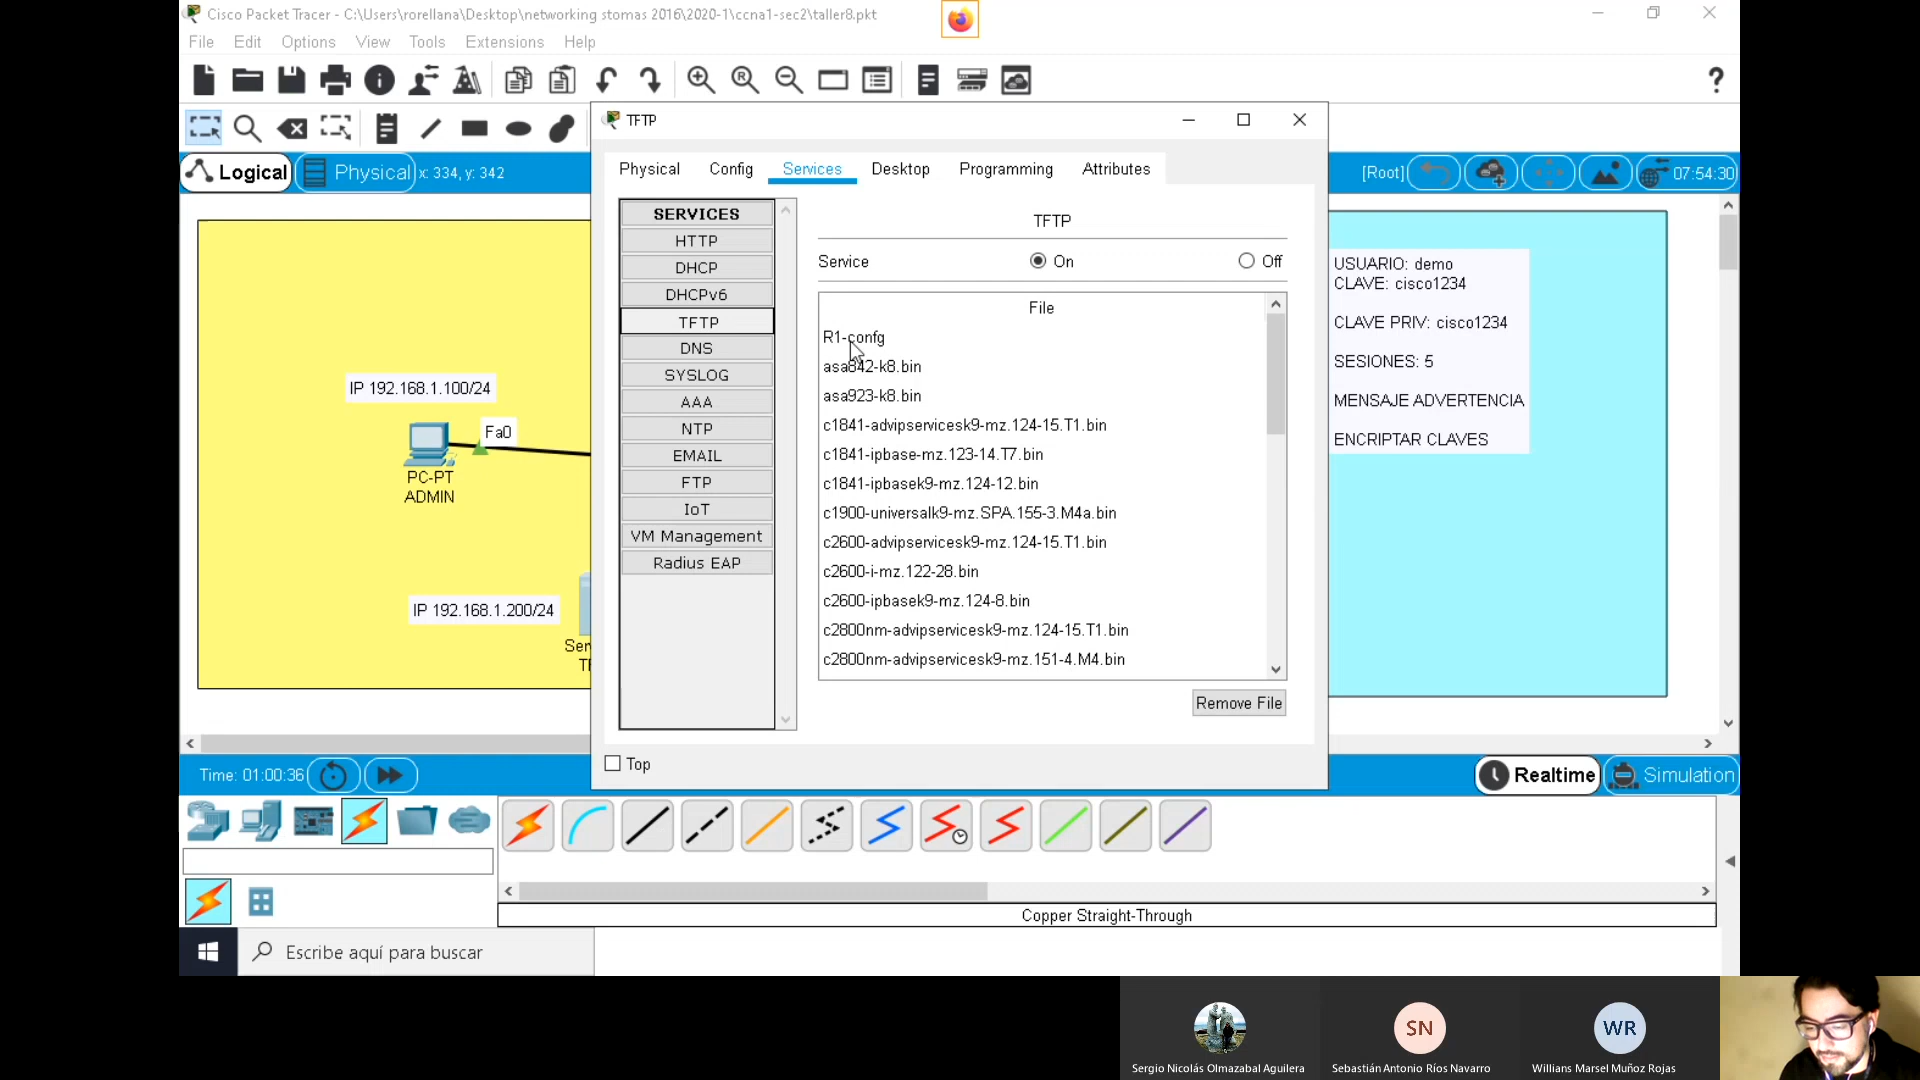 Cisco Packet Tracer - C:\Users\rorellana\Desktop\networking stomas 2016\2020-1\ccna1-sec2\taller8.pkt
File Edit Options View Tools Extensions Help
TFTP
Physical Config Services Desktop Programming Attributes
Logical Physical x: 334, y: 342
[Root] 07:54:30
SERVICES
HTTP
DHCP
DHCPv6
TFTP
DNS
SYSLOG
AAA
NTP
EMAIL
FTP
IoT
VM Management
Radius EAP
TFTP
Service On Off
File
R1-confg
asa842-k8.bin
asa923-k8.bin
c1841-advipservicesk9-mz.124-15.T1.bin
c1841-ipbase-mz.123-14.T7.bin
c1841-ipbasek9-mz.124-12.bin
c1900-universalk9-mz.SPA.155-3.M4a.bin
c2600-advipservicesk9-mz.124-15.T1.bin
c2600-i-mz.122-28.bin
c2600-ipbasek9-mz.124-8.bin
c2800nm-advipservicesk9-mz.124-15.T1.bin
c2800nm-advipservicesk9-mz.151-4.M4.bin
Remove File
Top
IP 192.168.1.100/24
Fa0
PC-PT
ADMIN
IP 192.168.1.200/24
Ser
USUARIO: demo
CLAVE: cisco1234
CLAVE PRIV: cisco1234
SESIONES: 5
MENSAJE ADVERTENCIA
ENCRIPTAR CLAVES
Time: 01:00:36
Realtime Simulation
Copper Straight-Through
Escribe aquí para buscar
SN
WR
Sergio Nicolás Olmazabal Aguilera
Sebastián Antonio Ríos Navarro
Willians Marsel Muñoz Rojas